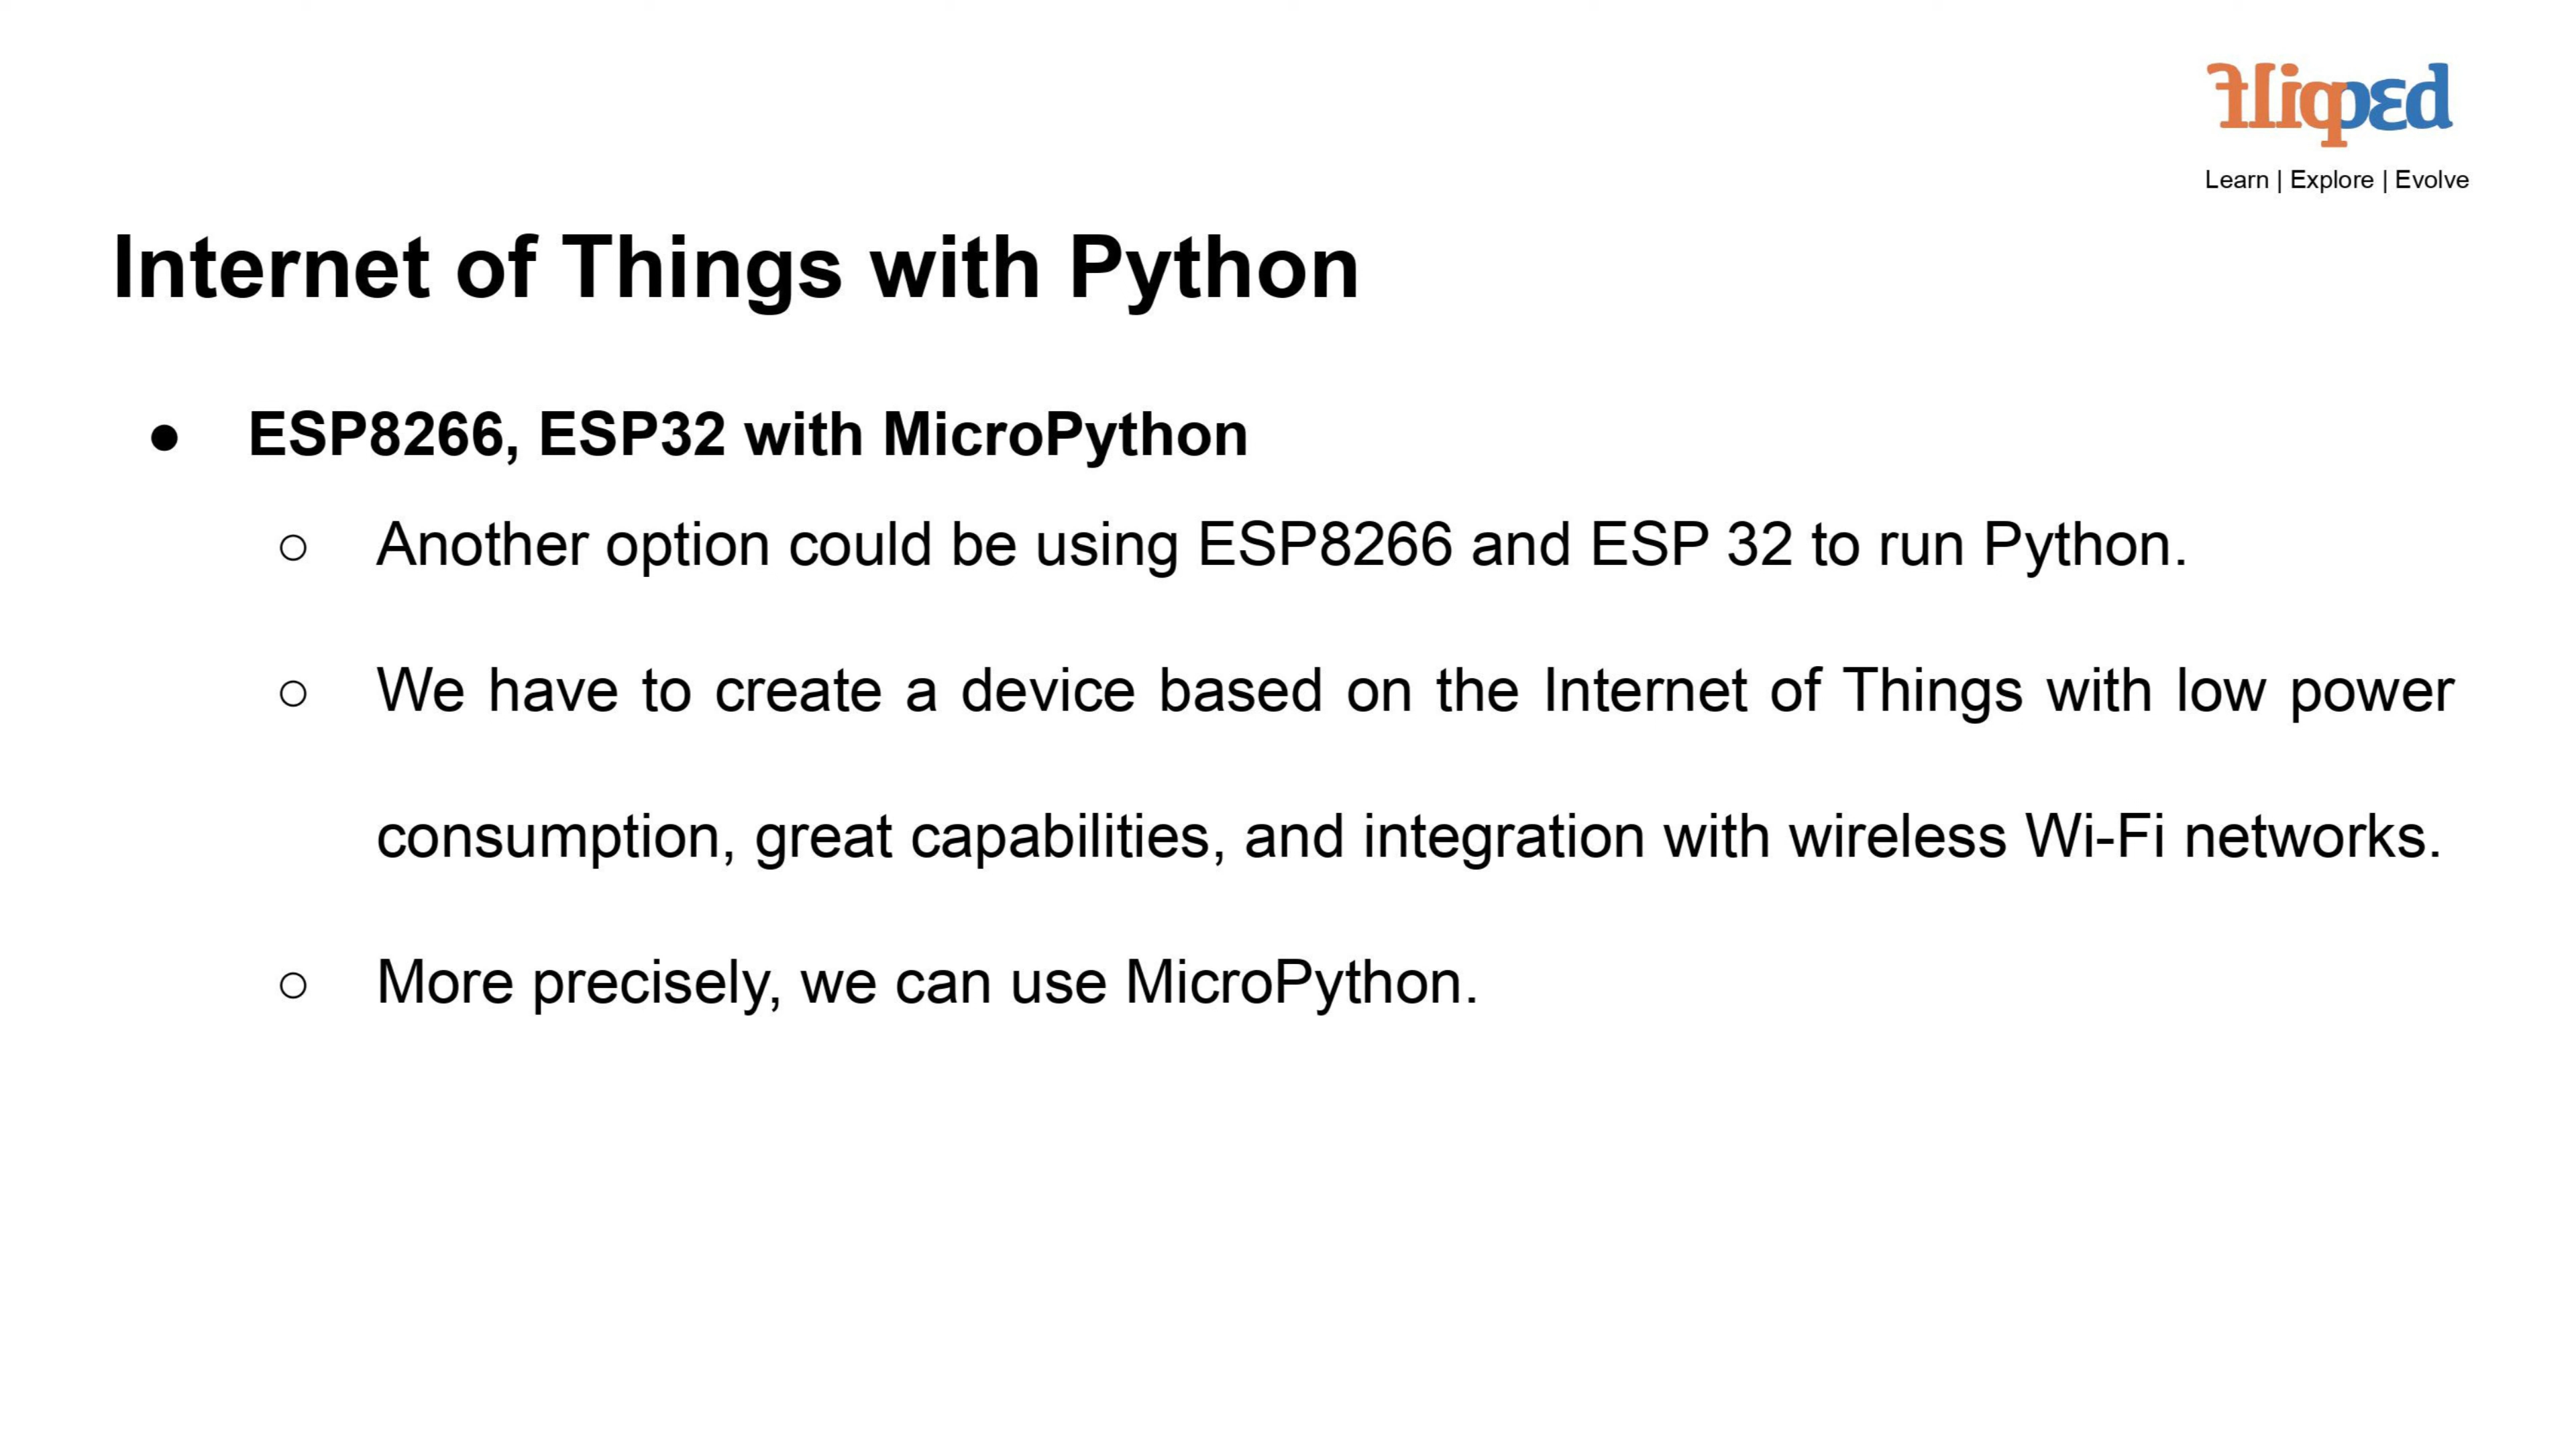 flipped
Learn | Explore | Evolve
Internet of Things with Python
● ESP8266, ESP32 with MicroPython
○ Another option could be using ESP8266 and ESP 32 to run Python.
○ We have to create a device based on the Internet of Things with low power
consumption, great capabilities, and integration with wireless Wi-Fi networks.
○ More precisely, we can use MicroPython.